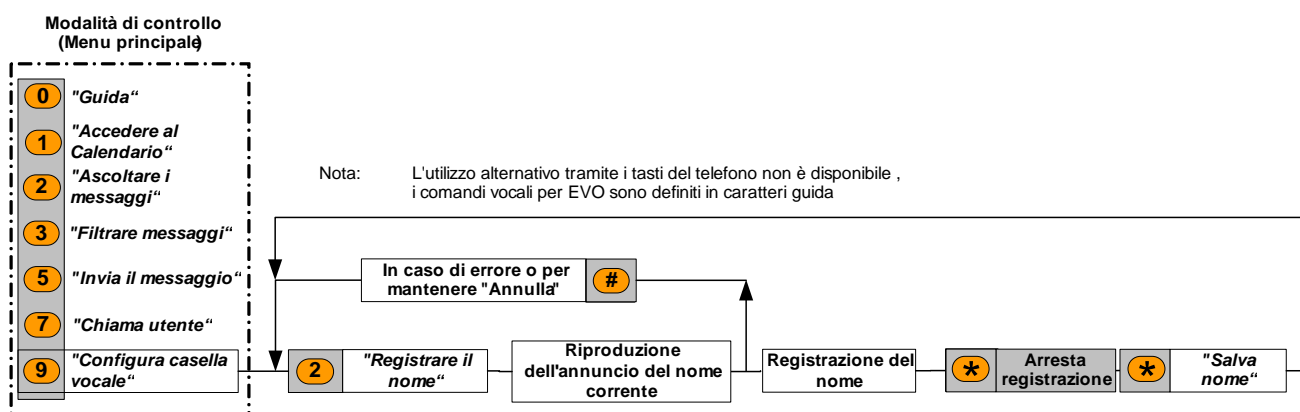 Modalità di controllo
(Menu principale)
0 "Guida“
1 "Accedere al
Calendario“
2 "Ascoltare i
messaggi“
3 "Filtrare messaggi“
5 "Invia il messaggio“
7 "Chiama utente“
9 "Configura casella
vocale“
Nota: L'utilizzo alternativo tramite i tasti del telefono non è disponibile ,
i comandi vocali per EVO sono definiti in caratteri guida
In caso di errore o per
mantenere "Annulla"
#
2 "Registrare il
nome“
Riproduzione
dell'annuncio del nome
corrente
Registrazione del
nome
* Arresta
registrazione
* "Salva
nome“